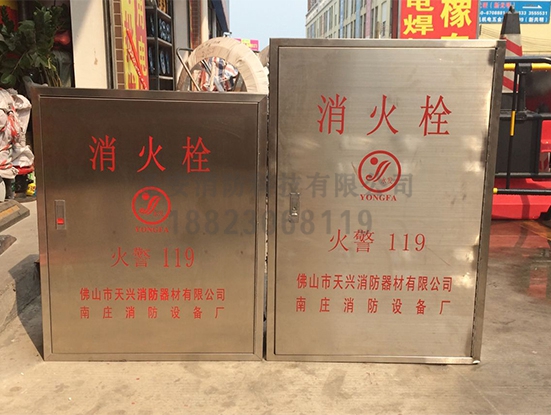 消火栓
YONGFA
火警 119
佛山市天兴消防器材有限公司
南庄消防设备厂
消火栓
YONGFA
火警 119
佛山市天兴消防器材有限公司
南庄消防设备厂
电焊
橡
18823868119